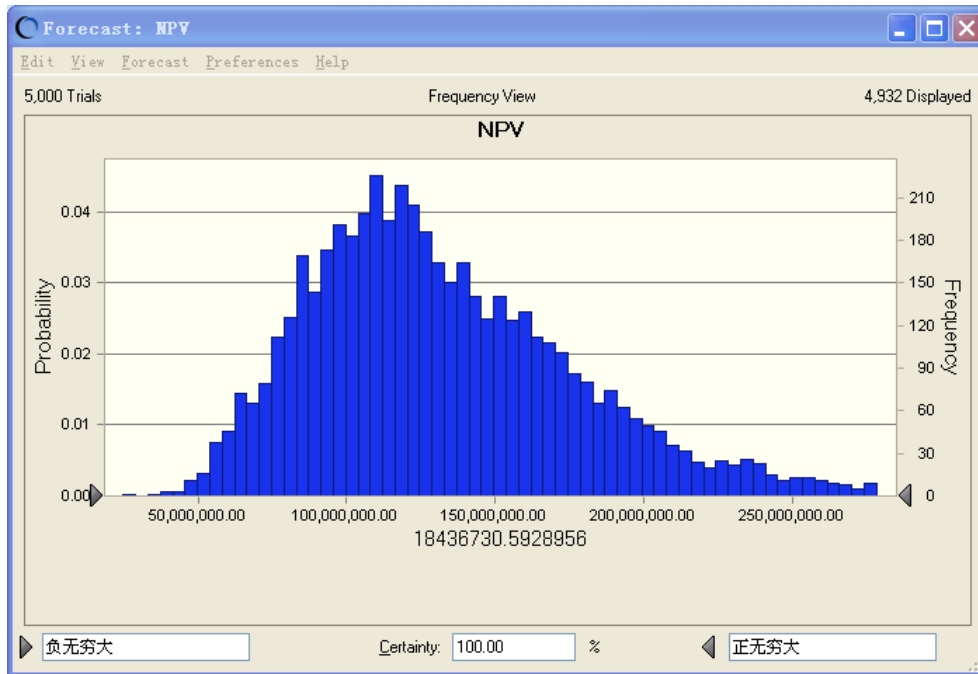 Forecast: NPV
Edit View Forecast Preferences Help
5,000 Trials Frequency View 4,932 Displayed
NPV
Probability
0.04
0.03
0.02
0.01
0.00
210
180
150
120
90
60
30
0
Frequency
50,000,000.00 100,000,000.00 150,000,000.00 200,000,000.00 250,000,000.00
18436730.5928956
负无穷大 Certainty: 100.00 % 正无穷大